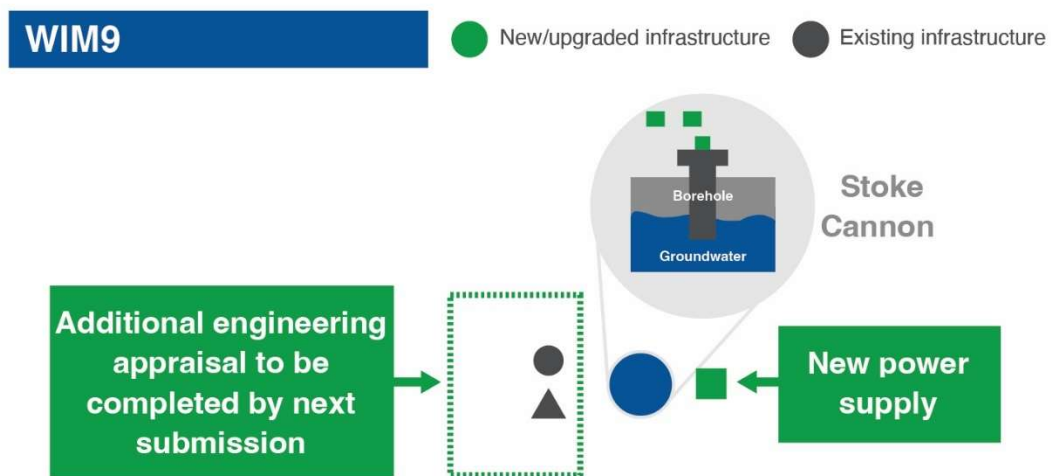 WIM9
New/upgraded infrastructure
Existing infrastructure
Borehole
Groundwater
Stoke
Cannon
Additional engineering
appraisal to be
completed by next
submission
New power
supply